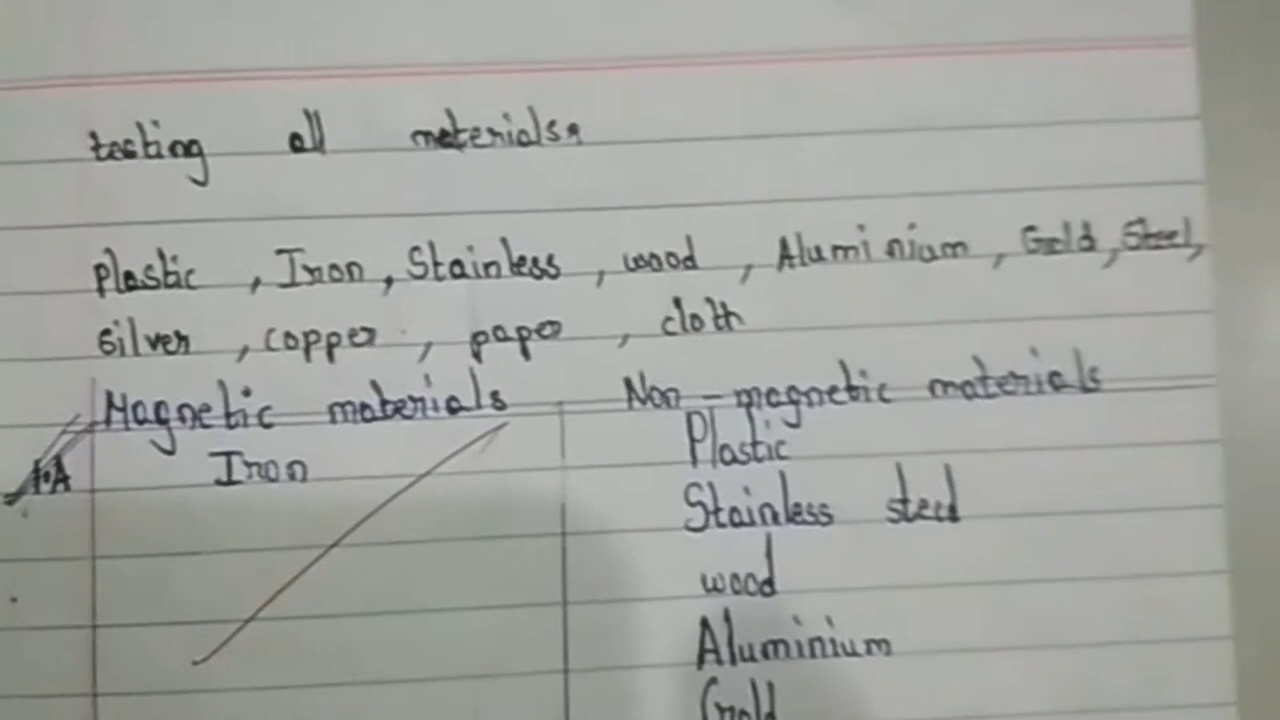 testing all materials.
plastic , Iron , Stainless , wood , Aluminium , Gold , Steel ,
silver , copper , paper , cloth
Magnetic materials Non - magnetic materials
Plastic
1.A Iron
Stainless steel
wood
Aluminium
Gold